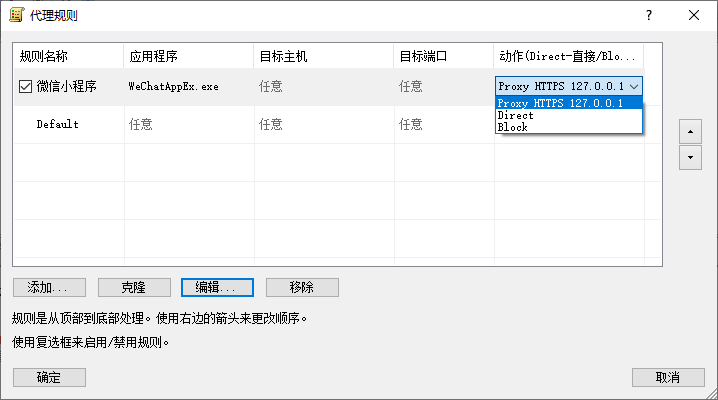 代理规则
?
规则名称 应用程序 目标主机 目标端口 动作(Direct-直接/Blo...
微信小程序 WeChatAppEx.exe 任意 任意 Proxy HTTPS 127.0.0.1
Proxy HTTPS 127.0.0.1
Direct
Block
Default 任意 任意 任意
添加... 克隆 编辑... 移除
规则是从顶部到底部处理。使用右边的箭头来更改顺序。
使用复选框来启用/禁用规则。
确定 取消